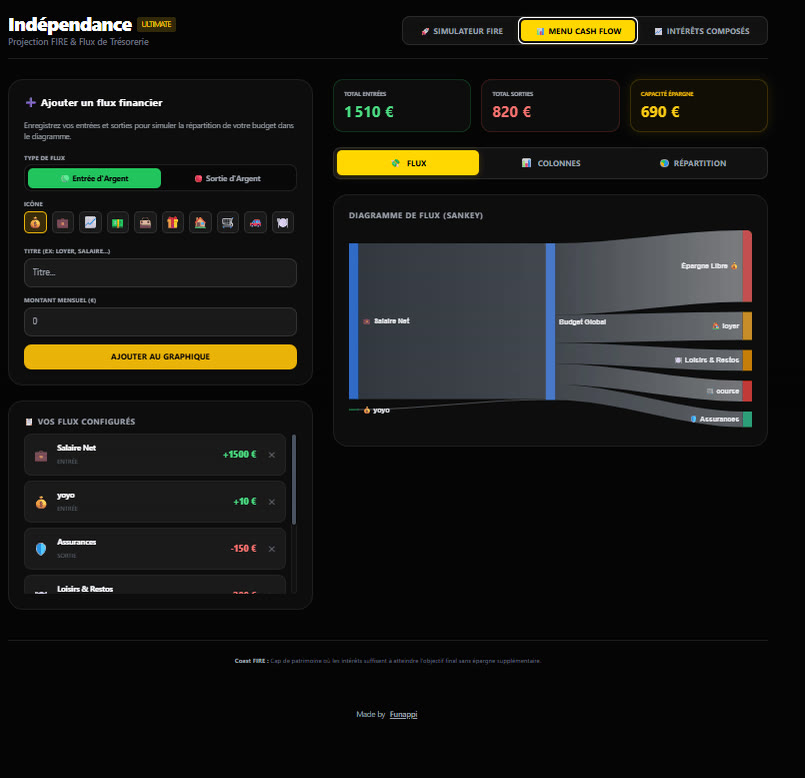 Indépendance ULTIMATE
Projection FIRE & Flux de Trésorerie
SIMULATEUR FIRE
MENU CASH FLOW
INTÉRÊTS COMPOSÉS
Ajouter un flux financier
Enregistrez vos entrées et sorties pour simuler la répartition de votre budget dans
le diagramme.
TYPE DE FLUX
Entrée d'Argent
Sortie d'Argent
ICÔNE
TITRE (EX: LOYER, SALAIRE...)
Titre...
MONTANT MENSUEL (€)
0
AJOUTER AU GRAPHIQUE
VOS FLUX CONFIGURÉS
Salaire Net
ENTRÉE
+1500 €
×
yoyo
ENTRÉE
+10 €
×
Assurances
SORTIE
-150 €
×
Loisirs & Restos
TOTAL ENTRÉES
1 510 €
TOTAL SORTIES
820 €
CAPACITÉ ÉPARGNE
690 €
FLUX
COLONNES
RÉPARTITION
DIAGRAMME DE FLUX (SANKEY)
Épargne Libre
Salaire Net
Budget Global
loyer
Loisirs & Restos
course
yoyo
Assurances
Coast FIRE : Cap de patrimoine où les intérêts suffisent à atteindre l'objectif final sans épargne supplémentaire.
Made by Funappi